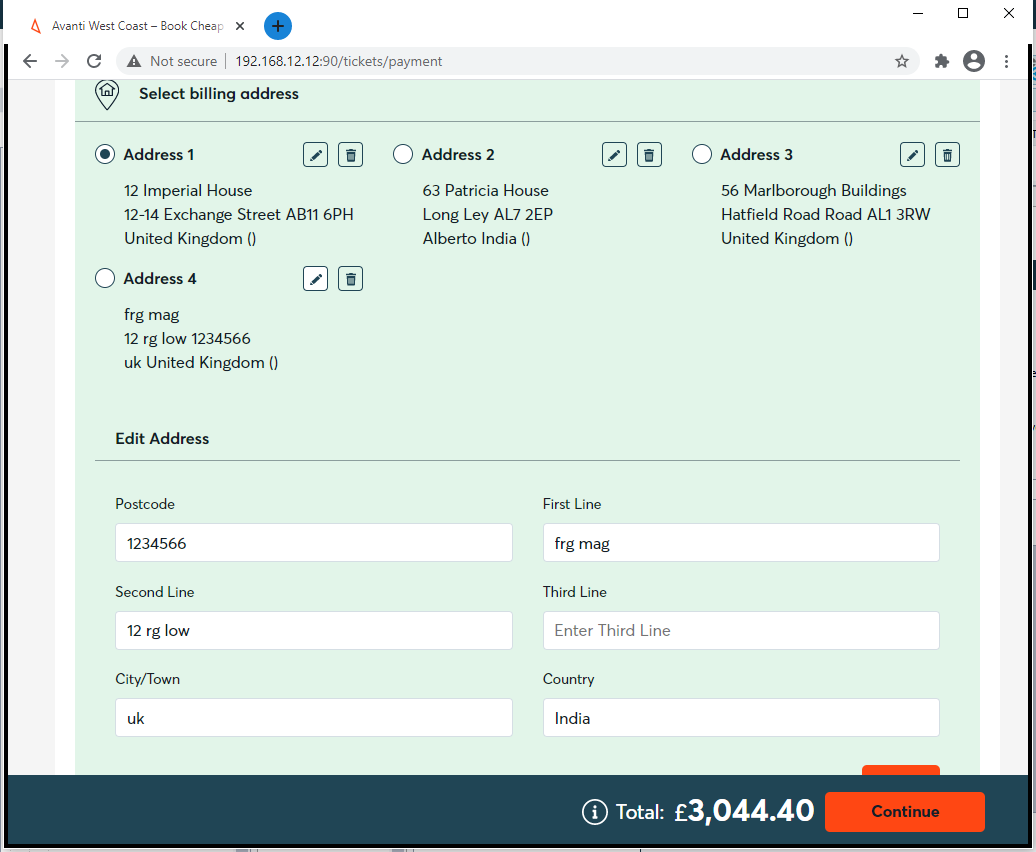 Avanti West Coast – Book Cheap
Not secure 192.168.12.12:90/tickets/payment
Select billing address
Address 1
12 Imperial House
12-14 Exchange Street AB11 6PH
United Kingdom ()
Address 2
63 Patricia House
Long Ley AL7 2EP
Alberto India ()
Address 3
56 Marlborough Buildings
Hatfield Road Road AL1 3RW
United Kingdom ()
Address 4
frg mag
12 rg low 1234566
uk United Kingdom ()
Edit Address
Postcode
1234566
First Line
frg mag
Second Line
12 rg low
Third Line
Enter Third Line
City/Town
uk
Country
India
Total: £3,044.40
Continue